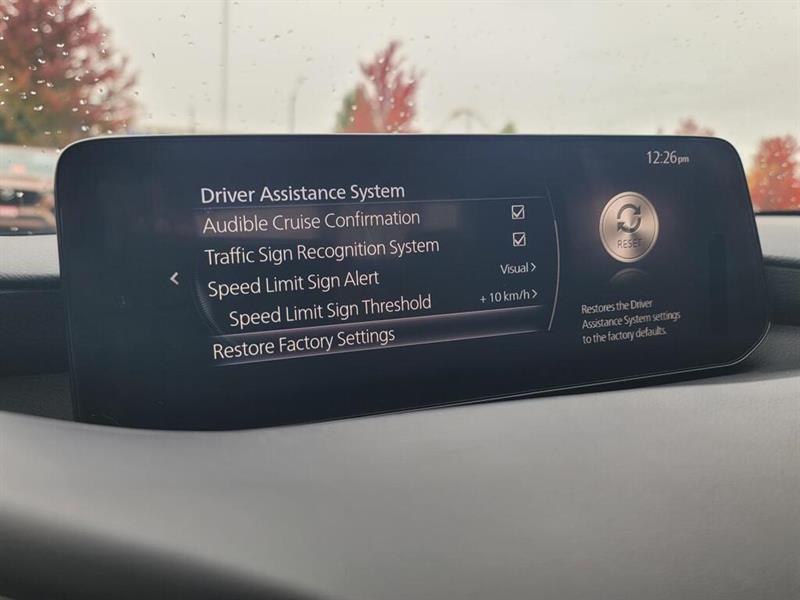 12:26pm
Driver Assistance System
Audible Cruise Confirmation
Traffic Sign Recognition System
Speed Limit Sign Alert Visual
Speed Limit Sign Threshold + 10 km/h
Restore Factory Settings
RESET
Restores the Driver
Assistance System settings
to the factory defaults.